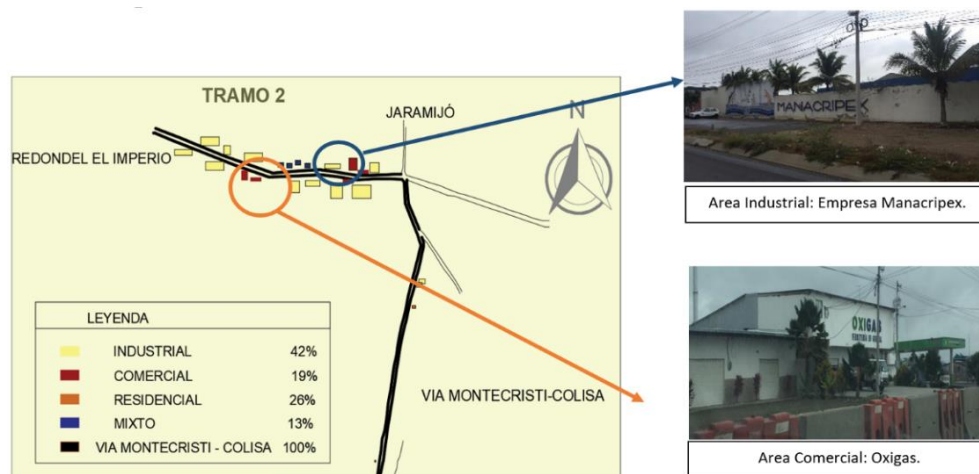 TRAMO 2
JARAMIJÓ
N
REDONDEL EL IMPERIO
LEYENDA
INDUSTRIAL 42%
COMERCIAL 19%
RESIDENCIAL 26%
MIXTO 13%
VIA MONTECRISTI - COLISA 100%
VIA MONTECRISTI-COLISA
MANACRIPEX
Area Industrial: Empresa Manacripex.
OXIGAS
Area Comercial: Oxigas.